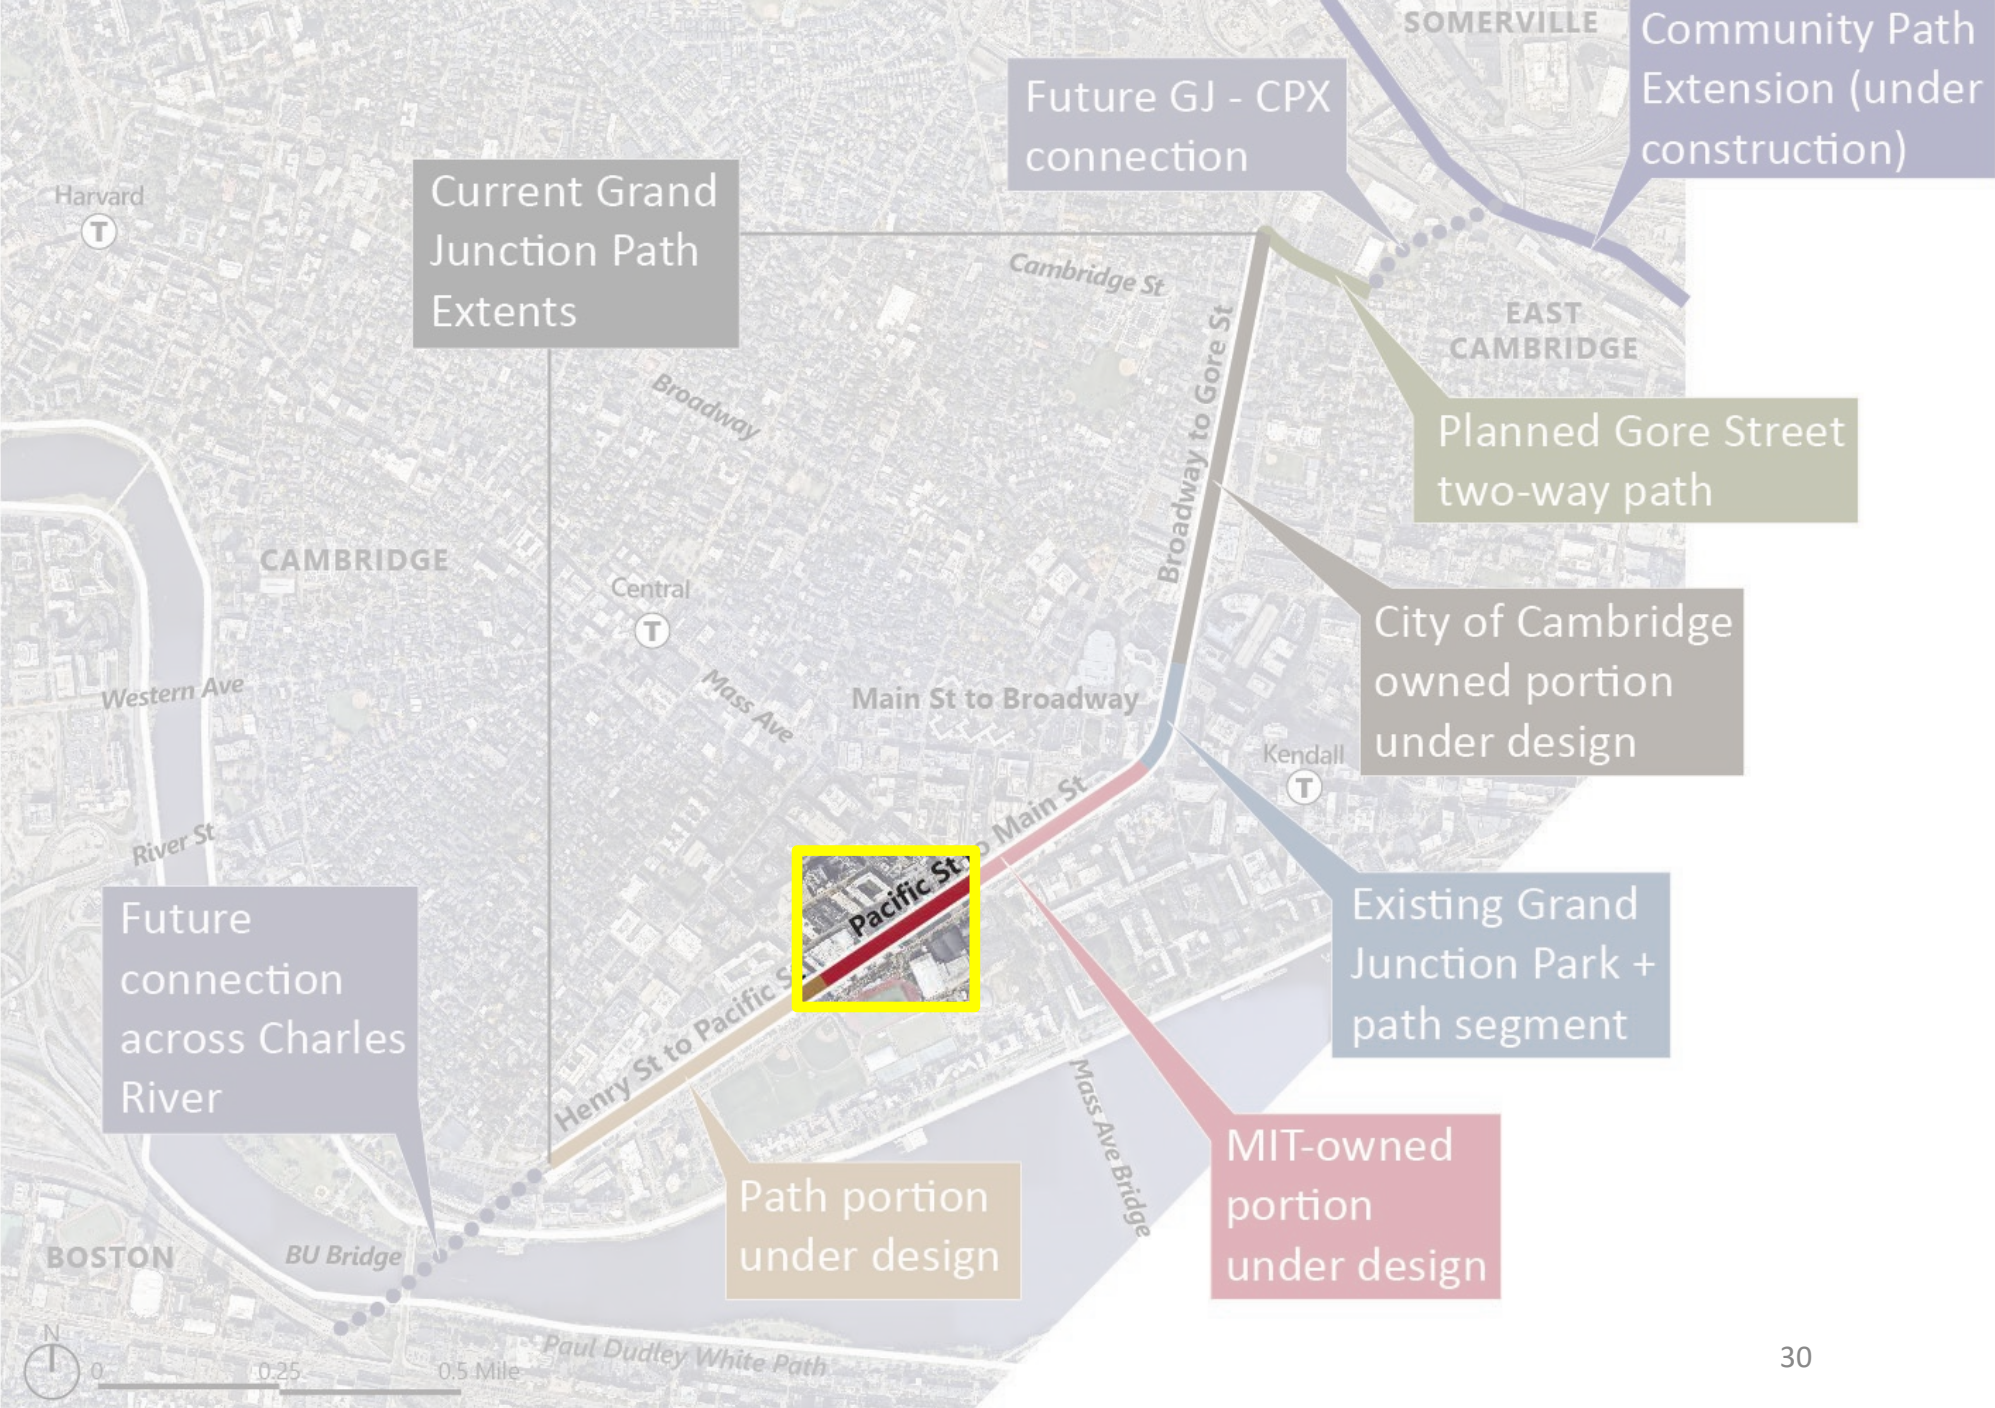 SOMERVILLE
Community Path
Extension (under
construction)
Future GJ - CPX
connection
Current Grand
Junction Path
Extents
Harvard
T
Cambridge St
EAST
CAMBRIDGE
Broadway
Broadway to Gore St
Planned Gore Street
two-way path
CAMBRIDGE
Central
T
City of Cambridge
owned portion
under design
Western Ave
Mass Ave
Main St to Broadway
Kendall
T
River St
Pacific St to Main St
Existing Grand
Junction Park +
path segment
Future
connection
across Charles
River
Henry St to Pacific St
Mass Ave Bridge
MIT-owned
portion
under design
Path portion
under design
BOSTON
BU Bridge
Paul Dudley White Path
N
0 0.25 0.5 Mile
30